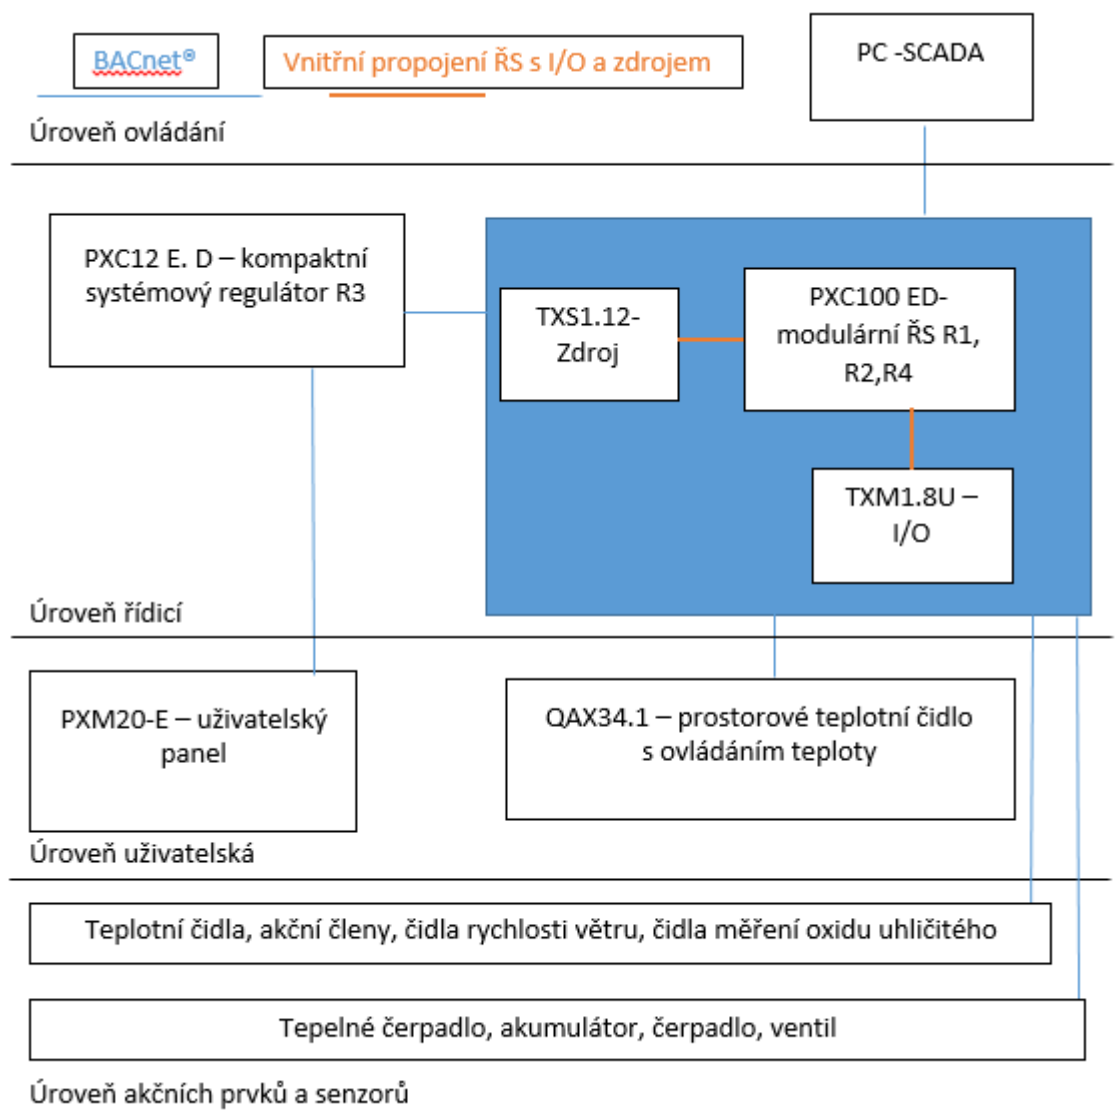 BACnet®
Vnitřní propojení ŘS s I/O a zdrojem
PC -SCADA
Úroveň ovládání
PXC12 E. D – kompaktní
systémový regulátor R3
TXS1.12-
Zdroj
PXC100 ED-
modulární ŘS R1,
R2,R4
TXM1.8U –
I/O
Úroveň řídicí
PXM20-E – uživatelský
panel
QAX34.1 – prostorové teplotní čidlo
s ovládáním teploty
Úroveň uživatelská
Teplotní čidla, akční členy, čidla rychlosti větru, čidla měření oxidu uhličitého
Tepelné čerpadlo, akumulátor, čerpadlo, ventil
Úroveň akčních prvků a senzorů